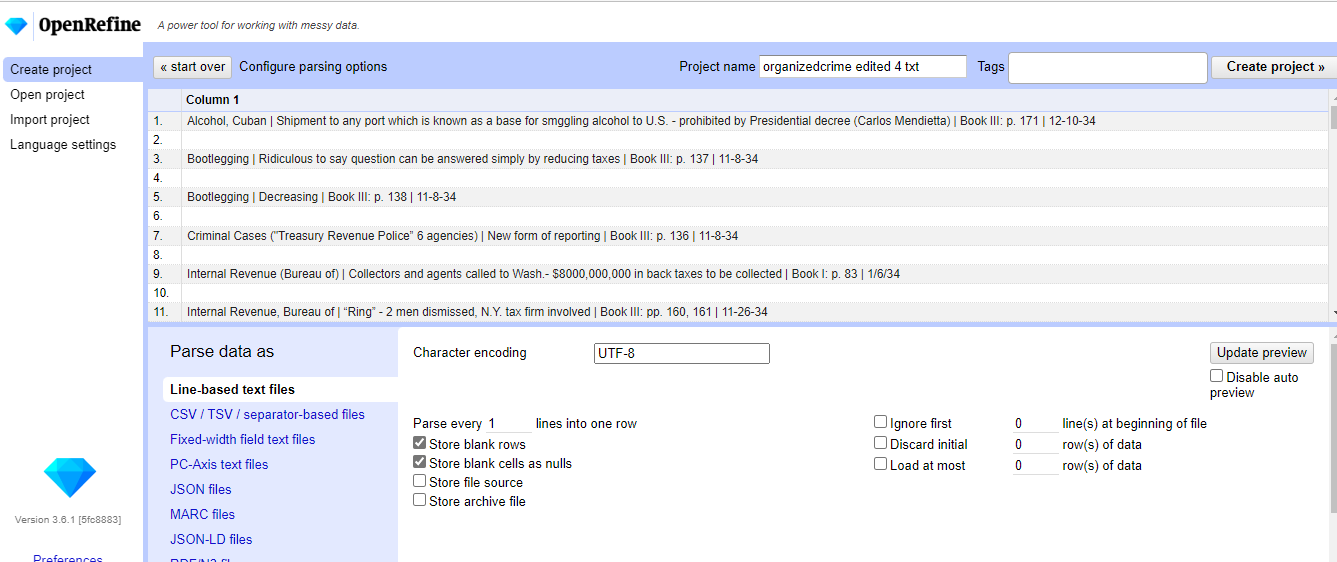 OpenRefine A power tool for working with messy data.
Create project
Open project
Import project
Language settings
« start over Configure parsing options Project name organizedcrime edited 4 txt Tags Create project »
Column 1
1. Alcohol, Cuban | Shipment to any port which is known as a base for smggling alcohol to U.S. - prohibited by Presidential decree (Carlos Mendietta) | Book III: p. 171 | 12-10-34
2.
3. Bootlegging | Ridiculous to say question can be answered simply by reducing taxes | Book III: p. 137 | 11-8-34
4.
5. Bootlegging | Decreasing | Book III: p. 138 | 11-8-34
6.
7. Criminal Cases ("Treasury Revenue Police” 6 agencies) | New form of reporting | Book III: p. 136 | 11-8-34
8.
9. Internal Revenue (Bureau of) | Collectors and agents called to Wash.- $8000,000,000 in back taxes to be collected | Book I: p. 83 | 1/6/34
10.
11. Internal Revenue, Bureau of | “Ring” - 2 men dismissed, N.Y. tax firm involved | Book III: pp. 160, 161 | 11-26-34
Parse data as
Line-based text files
CSV / TSV / separator-based files
Fixed-width field text files
PC-Axis text files
JSON files
MARC files
JSON-LD files
Character encoding UTF-8
Update preview
Disable auto
preview
Parse every 1 lines into one row
Store blank rows
Store blank cells as nulls
Store file source
Store archive file
Ignore first 0 line(s) at beginning of file
Discard initial 0 row(s) of data
Load at most 0 row(s) of data
Version 3.6.1 [5fc8883]
Preferences